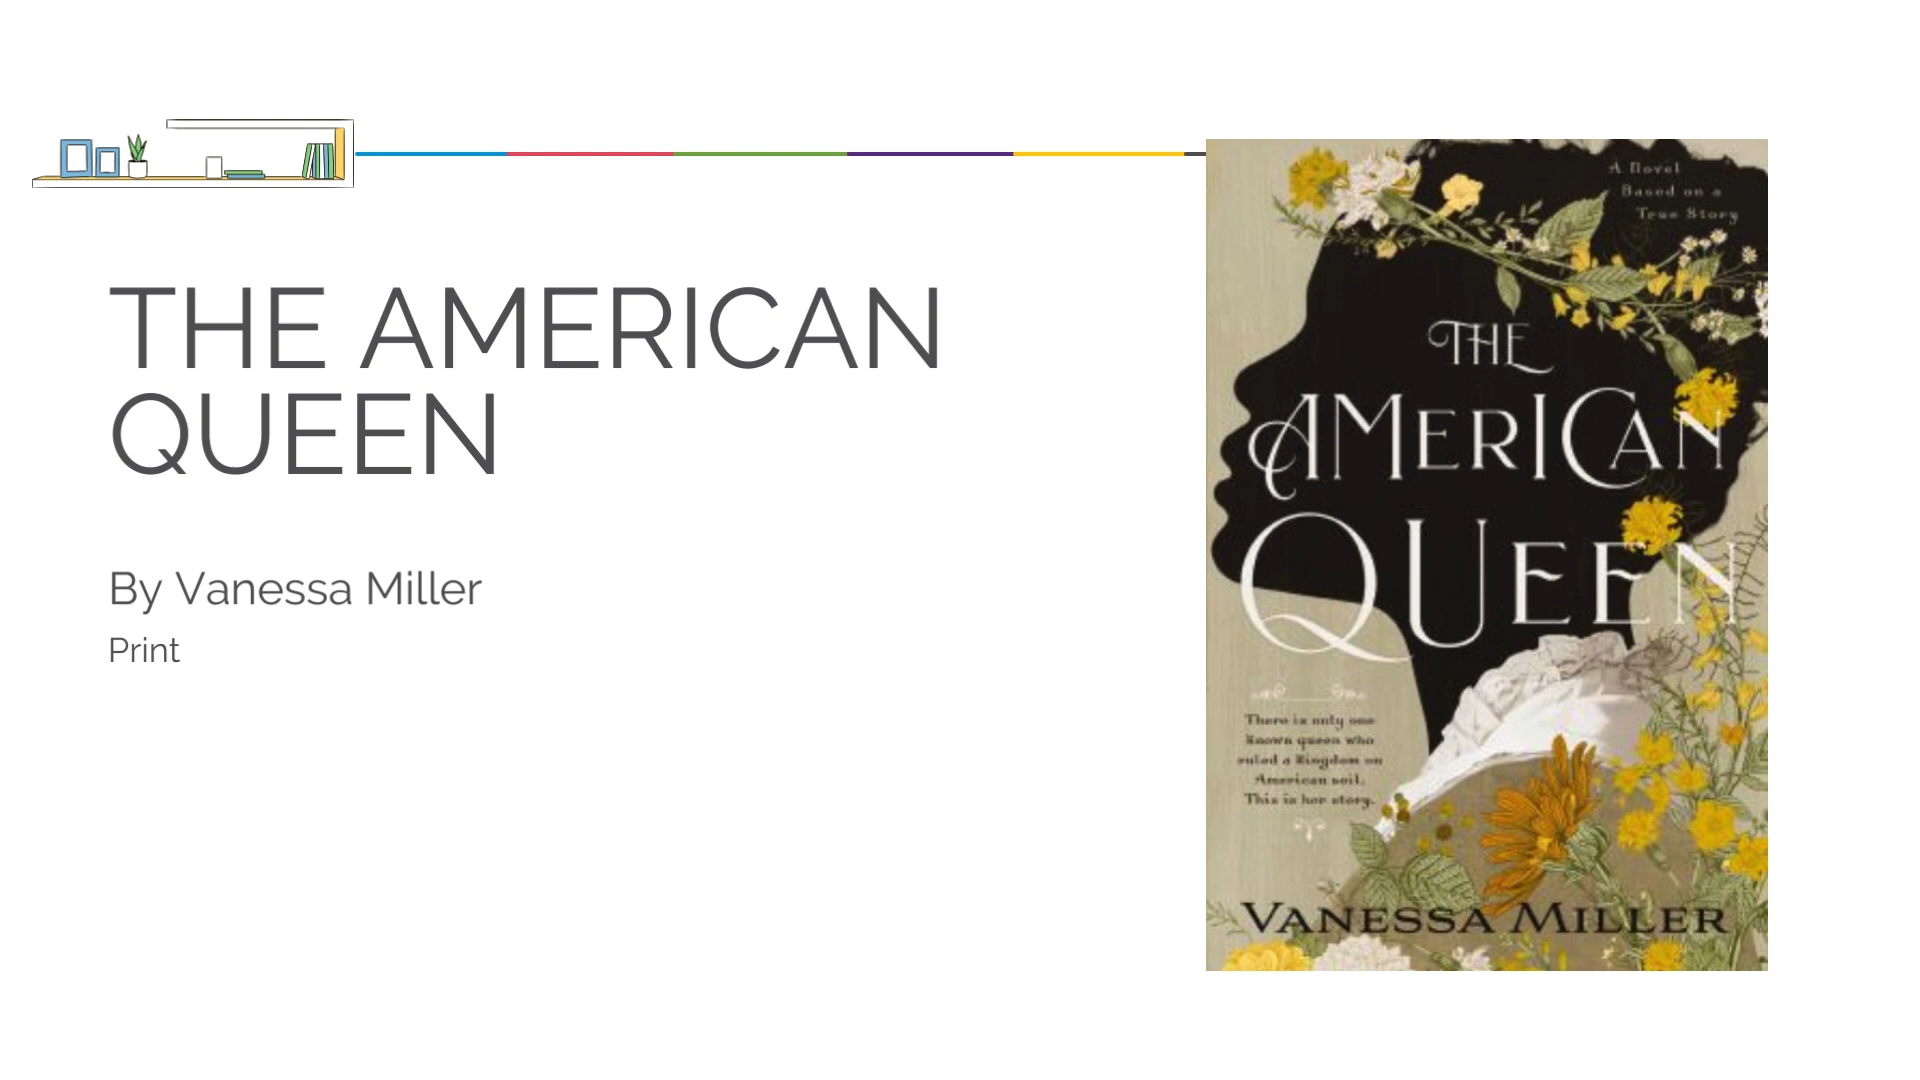 THE AMERICAN
QUEEN
By Vanessa Miller
Print
A Novel
Based on a
True Story
THE
AMERICAN
QUEEN
There is only one
known queen who
ruled a kingdom on
American soil.
This is her story.
VANESSA MILLER